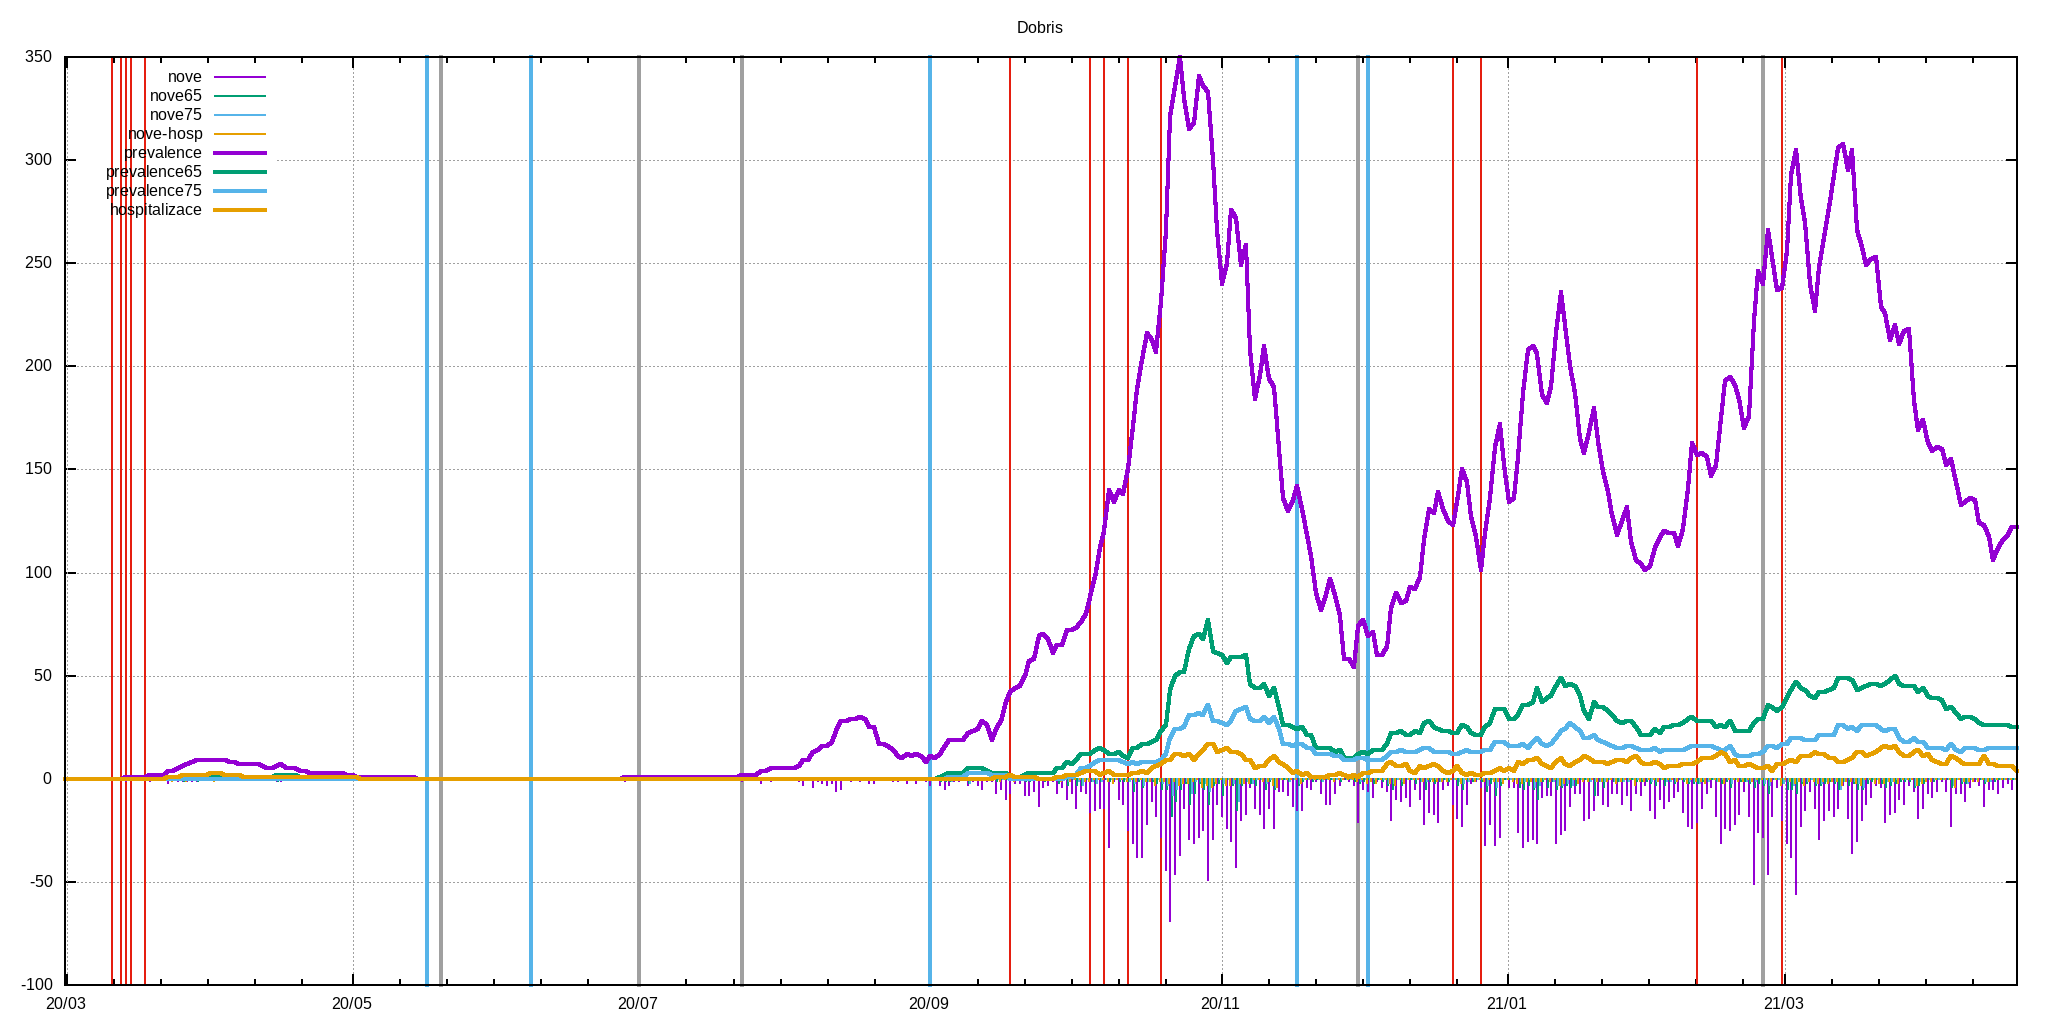 Dobris
350
300
250
200
150
100
50
0
-50
-100
nove
nove65
nove75
nove-hosp
prevalence
prevalence65
prevalence75
hospitalizace
20/03 20/05 20/07 20/09 20/11 21/01 21/03